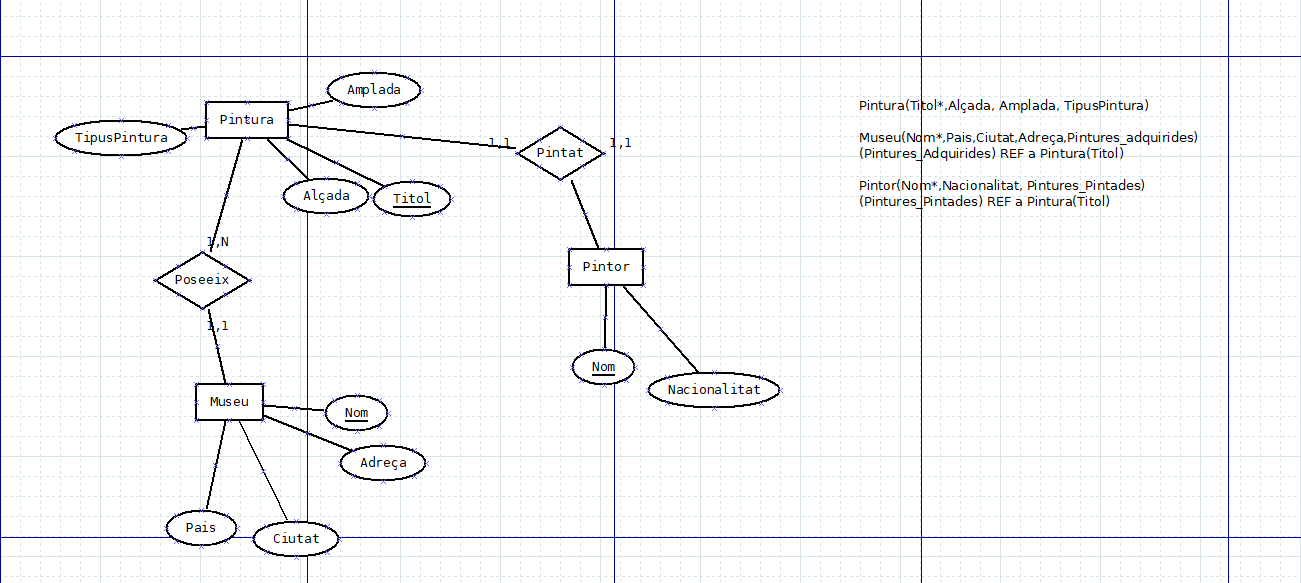 Amplada
Pintura
TipusPintura
1,1
Pintat
1,1
Alçada
Titol
1,N
Poseeix
1,1
Pintor
Nom
Nacionalitat
Museu
Nom
Adreça
Pais
Ciutat
Pintura(Titol*,Alçada, Amplada, TipusPintura)
Museu(Nom*,Pais,Ciutat,Adreça,Pintures_adquirides)
(Pintures_Adquirides) REF a Pintura(Titol)
Pintor(Nom*,Nacionalitat, Pintures_Pintades)
(Pintures_Pintades) REF a Pintura(Titol)